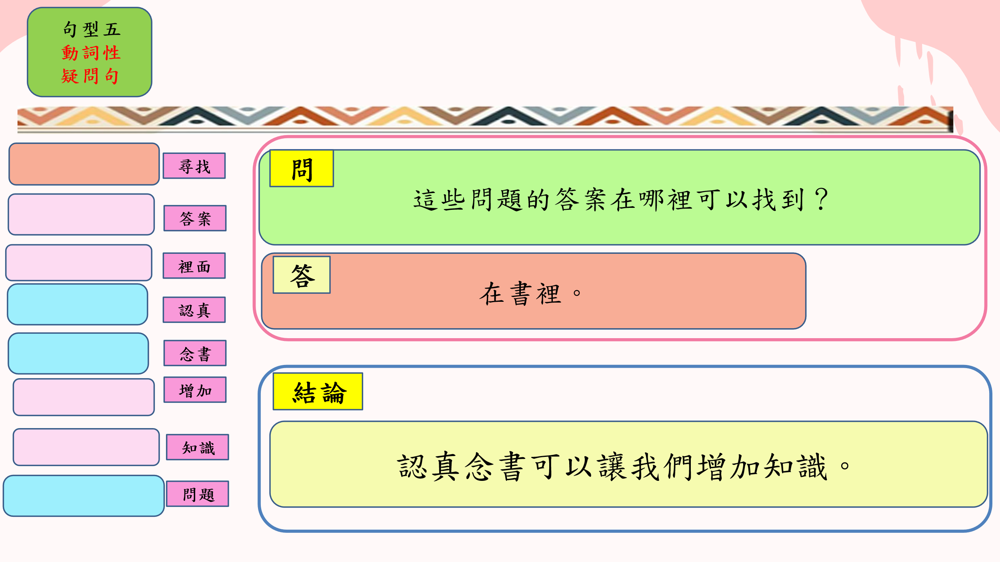 句型五
動詞性
疑問句
尋找
答案
裡面
認真
念書
增加
知識
問題
問
這些問題的答案在哪裡可以找到？
答
在書裡。
結論
認真念書可以讓我們增加知識。